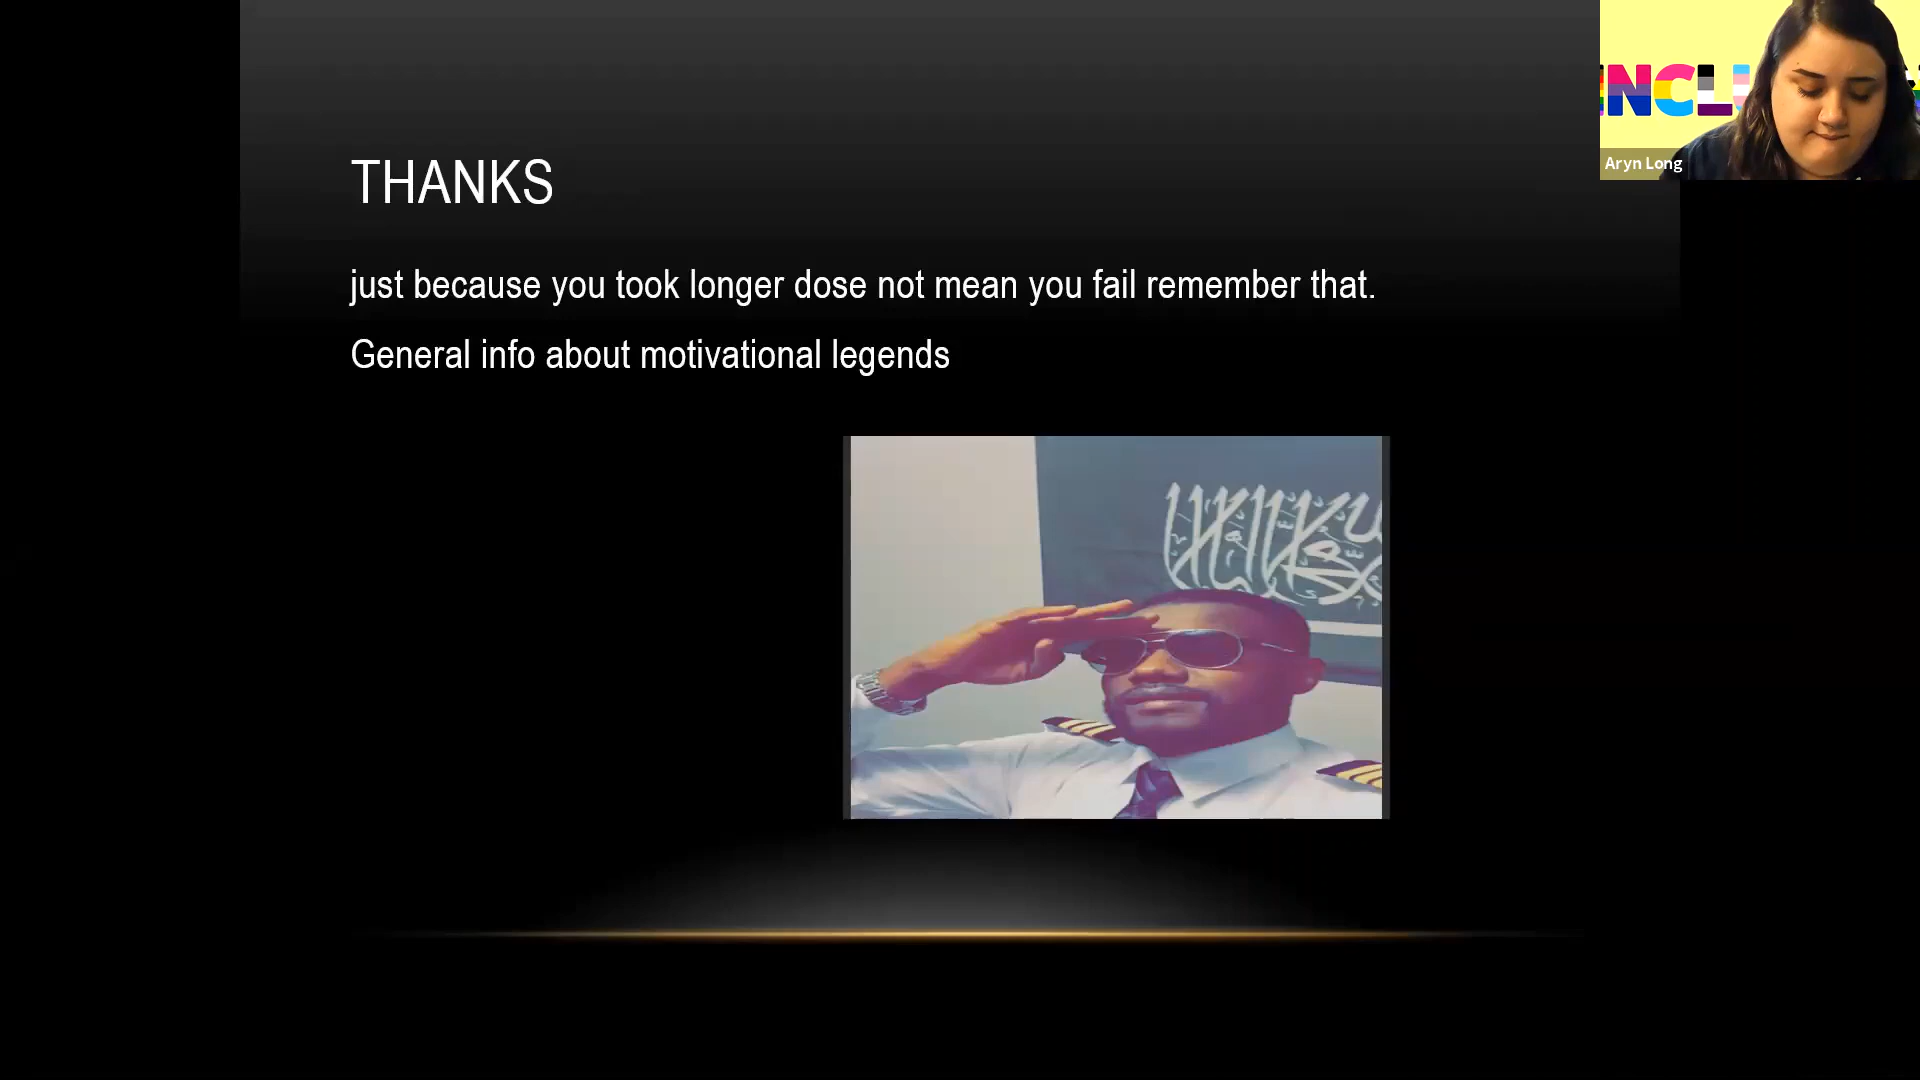 THANKS
just because you took longer dose not mean you fail remember that.
General info about motivational legends
INCLU
Aryn Long